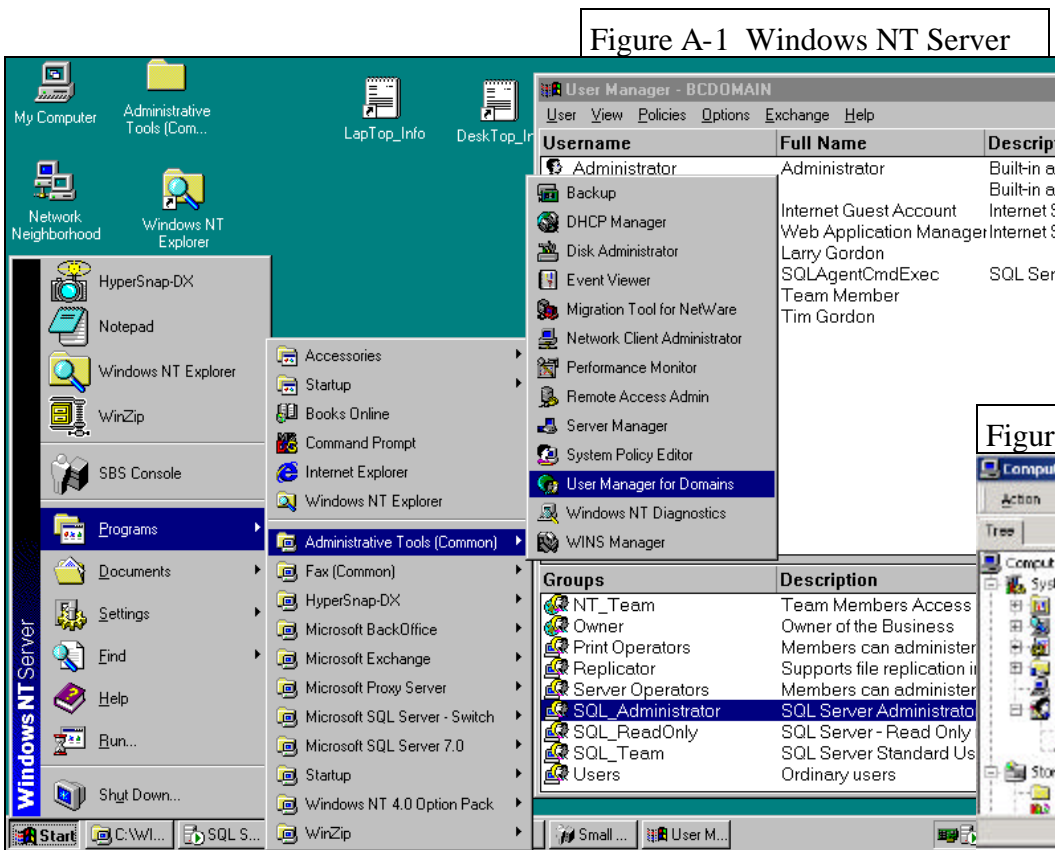 Figure A-1 Windows NT Server
My Computer
Administrative
Tools (Com...
LapTop_Info
DeskTop_In
Network
Neighborhood
Windows NT
Explorer
User Manager - BCDOMAIN
User View Policies Options Exchange Help
Username Full Name Descrip
Administrator Administrator Built-in a
Built-in a
Internet Guest Account Internet S
Web Application Manager Internet S
Larry Gordon
SQLAgentCmdExec SQL Ser
Team Member
Tim Gordon
Backup
DHCP Manager
Disk Administrator
Event Viewer
Migration Tool for NetWare
Network Client Administrator
Performance Monitor
Remote Access Admin
Server Manager
System Policy Editor
User Manager for Domains
Windows NT Diagnostics
WINS Manager
HyperSnap-DX
Notepad
Windows NT Explorer
WinZip
SBS Console
Programs
Documents
Settings
Find
Help
Run...
Shut Down...
Windows NT Server
Accessories
Startup
Books Online
Command Prompt
Internet Explorer
Windows NT Explorer
Administrative Tools (Common)
Fax (Common)
HyperSnap-DX
Microsoft BackOffice
Microsoft Exchange
Microsoft Proxy Server
Microsoft SQL Server - Switch
Microsoft SQL Server 7.0
Startup
Windows NT 4.0 Option Pack
WinZip
Groups Description
NT_Team Team Members Access
Owner Owner of the Business
Print Operators Members can administer
Replicator Supports file replication i
Server Operators Members can administer
SQL_Administrator SQL Server Administrato
SQL_ReadOnly SQL Server - Read Only
SQL_Team SQL Server Standard Us
Users Ordinary users
Figur
Comput
Action
Tree
Comput
Syst
Stor
Start
C:\WI...
SQL S...
Small ...
User M...